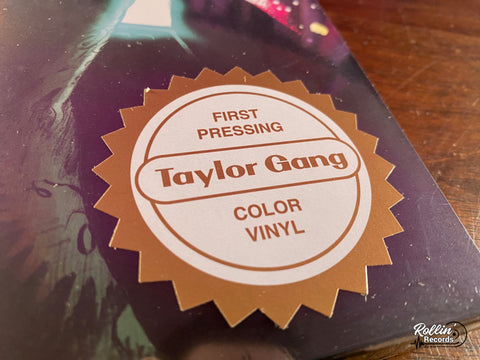 FIRST
PRESSING
Taylor Gang
COLOR
VINYL
Rollin'
Records